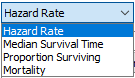 Hazard Rate
Hazard Rate
Median Survival Time
Proportion Surviving
Mortality